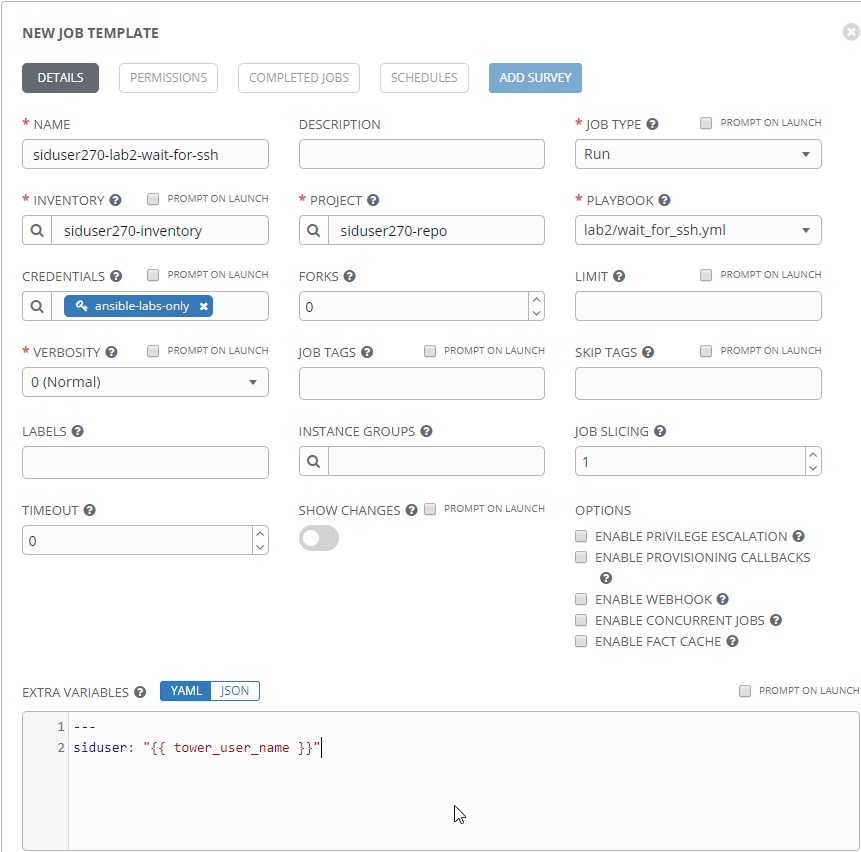 NEW JOB TEMPLATE
DETAILS PERMISSIONS COMPLETED JOBS SCHEDULES ADD SURVEY
* NAME DESCRIPTION * JOB TYPE ? PROMPT ON LAUNCH
siduser270-lab2-wait-for-ssh Run
* INVENTORY ? PROMPT ON LAUNCH * PROJECT ? * PLAYBOOK ?
siduser270-inventory siduser270-repo lab2/wait_for_ssh.yml
CREDENTIALS ? PROMPT ON LAUNCH FORKS ? LIMIT ? PROMPT ON LAUNCH
ansible-labs-only × 0
* VERBOSITY ? PROMPT ON LAUNCH JOB TAGS ? PROMPT ON LAUNCH SKIP TAGS ? PROMPT ON LAUNCH
0 (Normal)
LABELS ? INSTANCE GROUPS ? JOB SLICING ?
1
TIMEOUT ? SHOW CHANGES ? PROMPT ON LAUNCH OPTIONS
0
ENABLE PRIVILEGE ESCALATION ?
ENABLE PROVISIONING CALLBACKS
?
ENABLE WEBHOOK ?
ENABLE CONCURRENT JOBS ?
ENABLE FACT CACHE ?
EXTRA VARIABLES ? YAML JSON PROMPT ON LAUNCH
1 ---
2 siduser: "{{ tower_user_name }}"